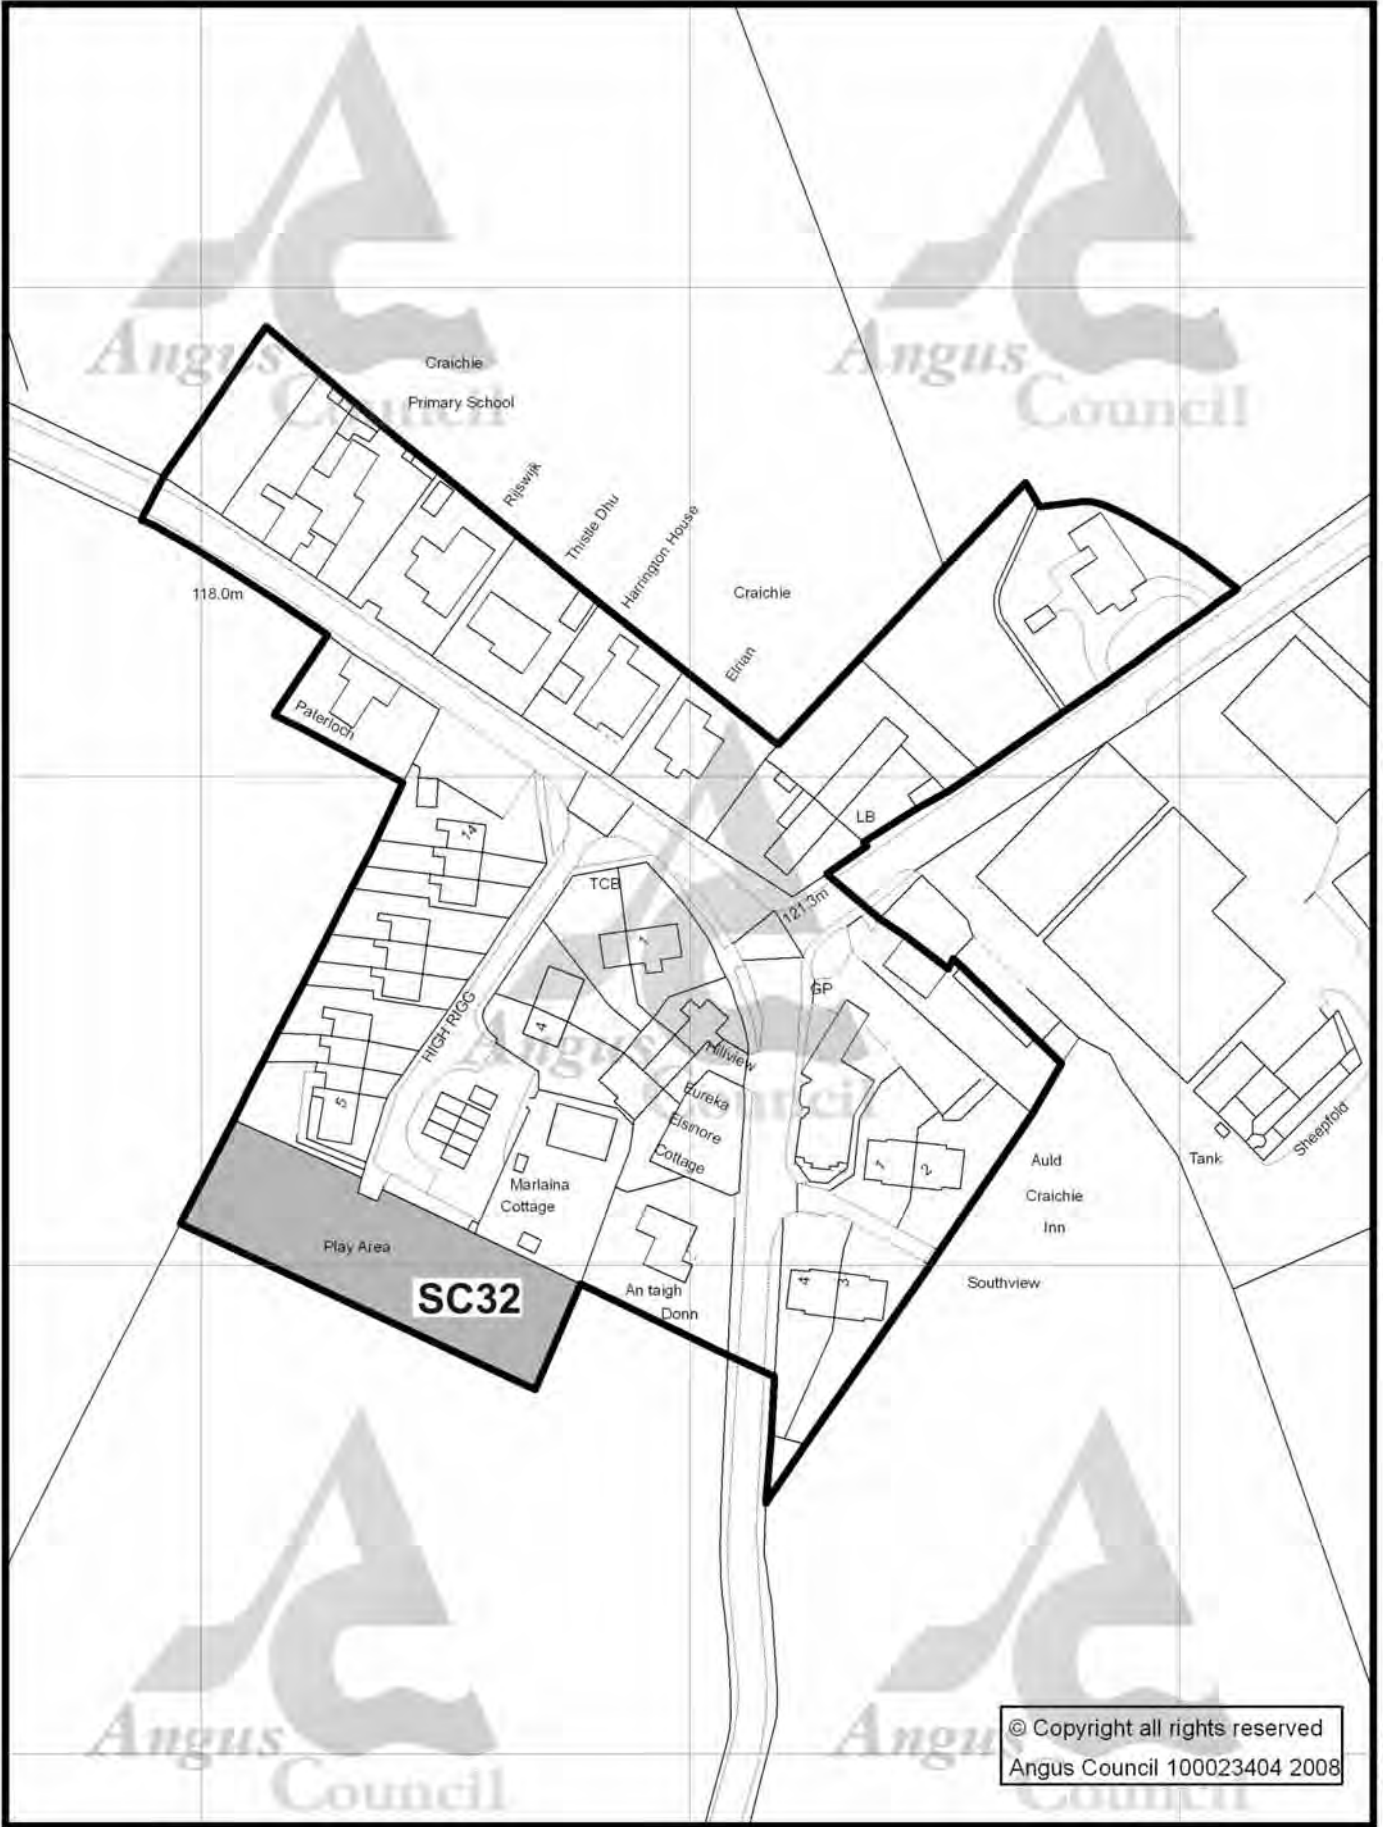 Angus
Council
Angus
Council
Craichie
Primary School
Rijswijk
Thistle Dhu
Harrington House
Craichie
Elrian
118.0m
Paterloch
LB
14
TCB
121.3m
1
GP
HIGH RIGG
4
Angus
Council
Hillview
Eureka
Elsinore
Cottage
5
1
2
Marlaina
Cottage
Auld
Craichie
Inn
Tank
Sheepfold
Play Area
SC32
An taigh
Donn
4
3
Southview
Angus
Council
Angus
Council
© Copyright all rights reserved
Angus Council 100023404 2008